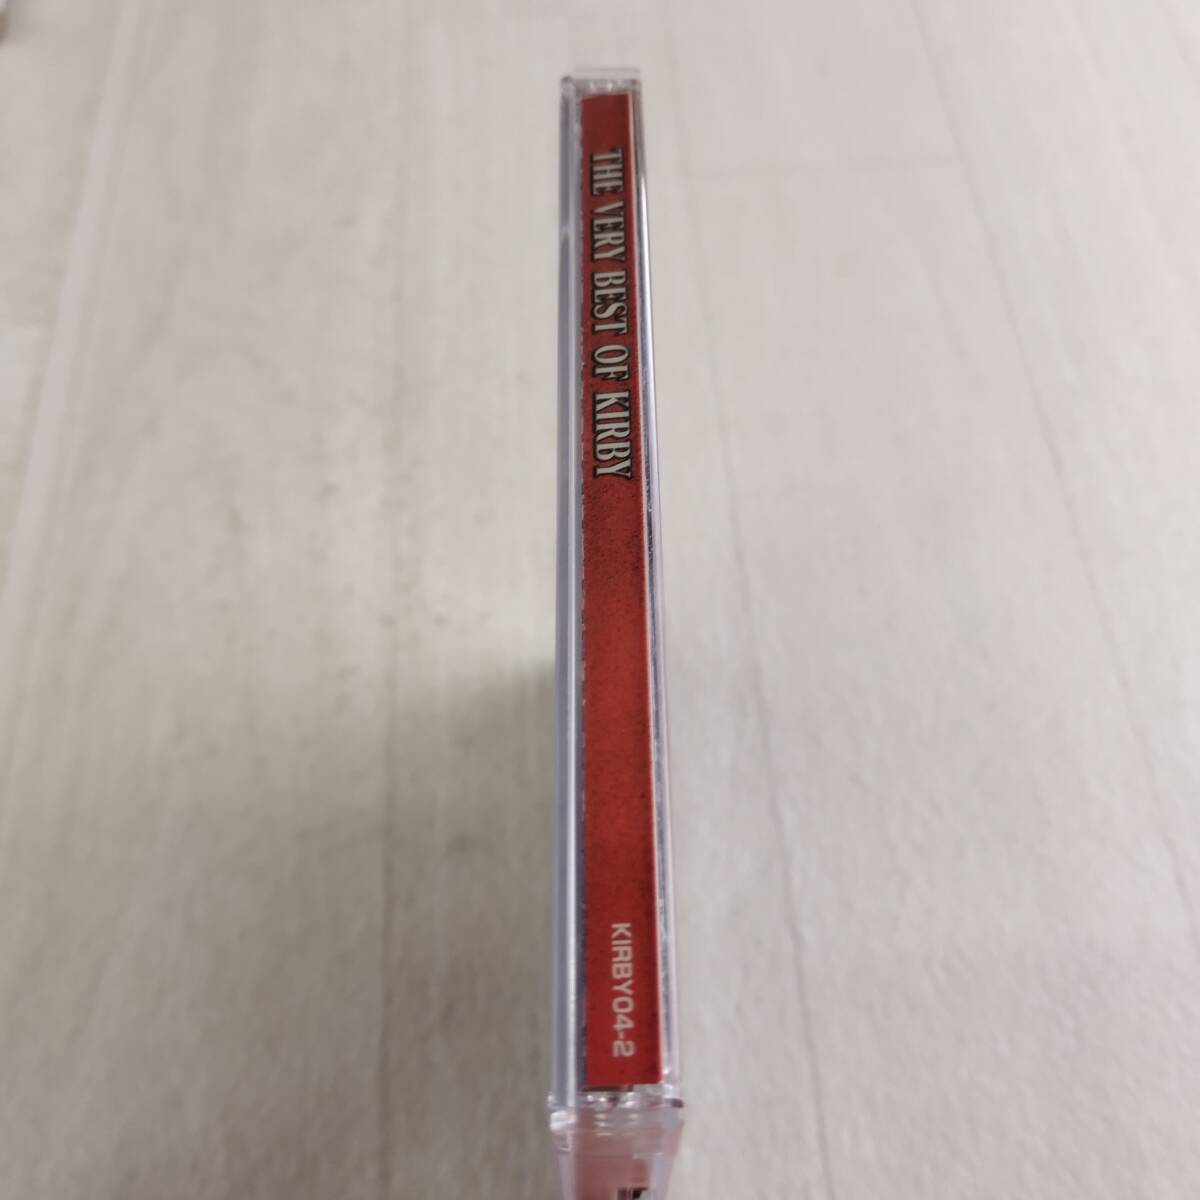 THE VERY BEST OF KIRBY
KIRBY04-2